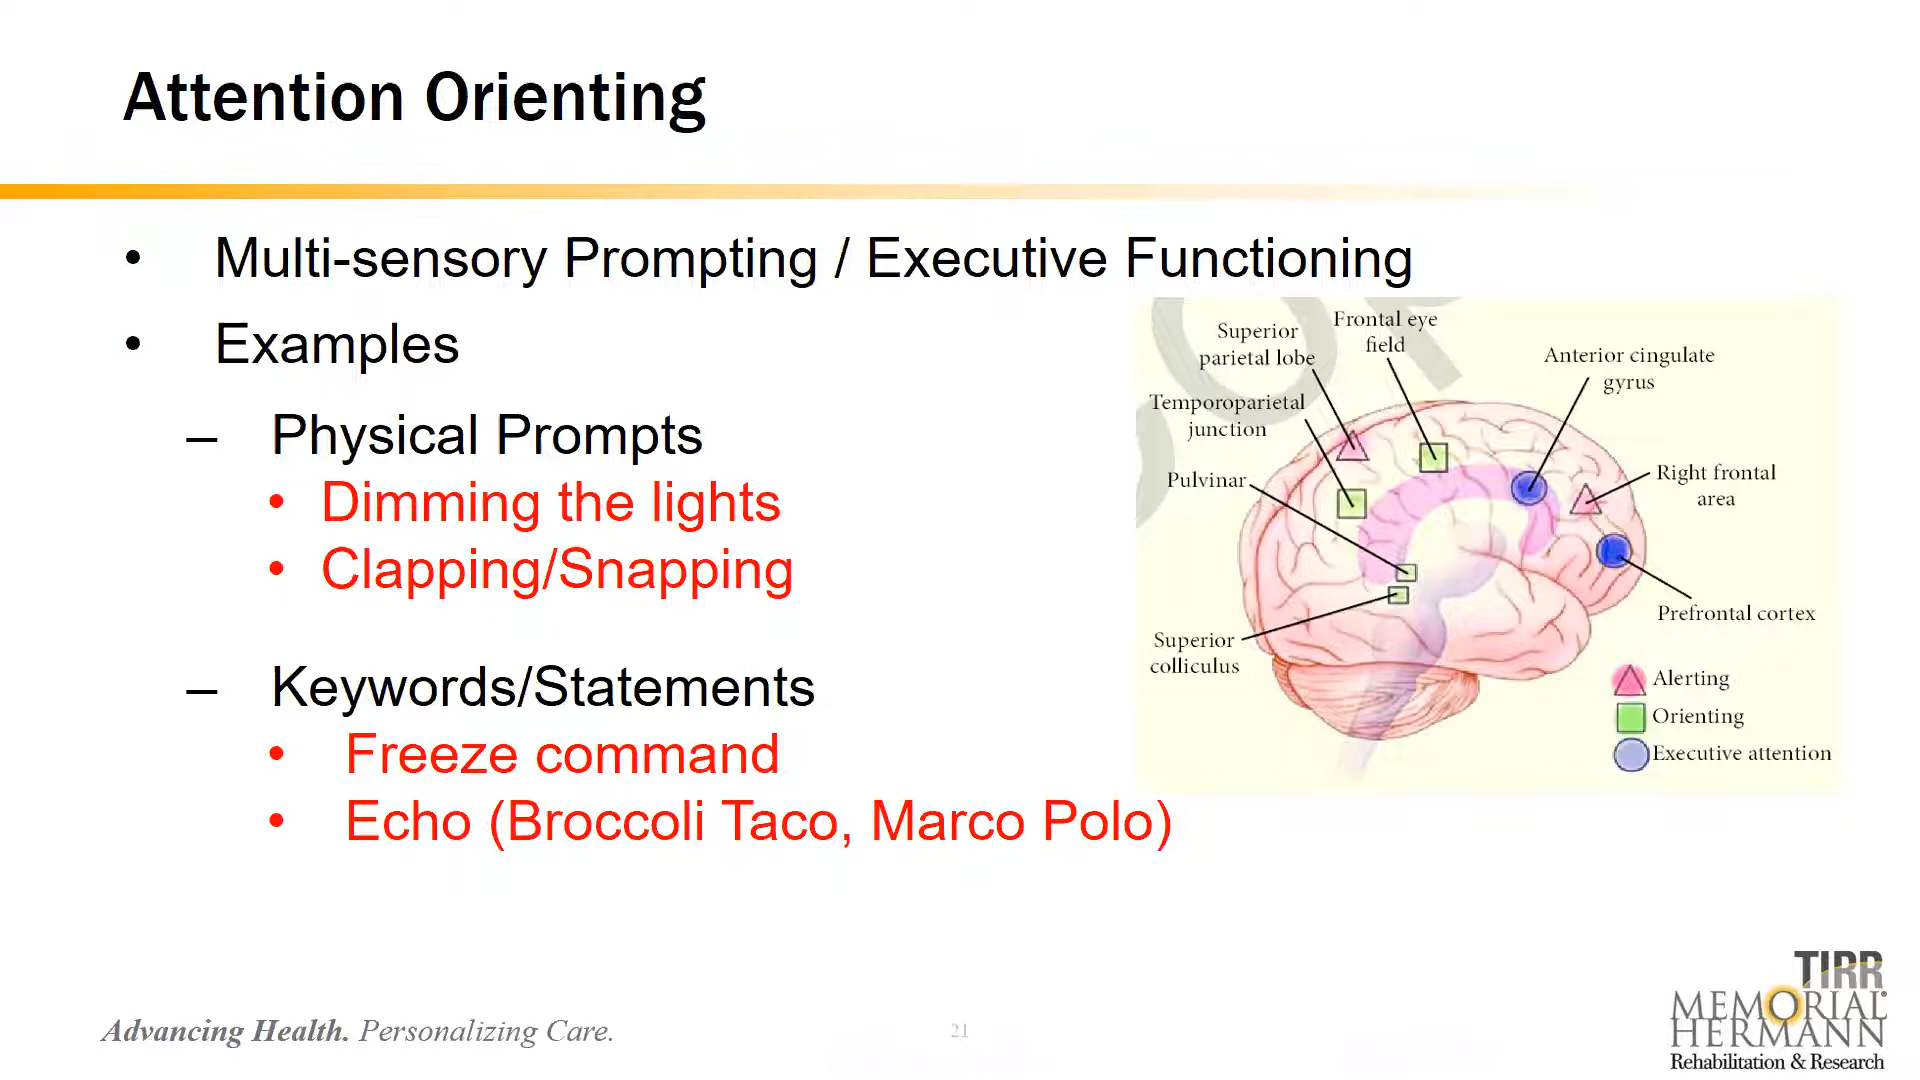 Attention Orienting
• Multi-sensory Prompting / Executive Functioning
• Examples
– Physical Prompts
• Dimming the lights
• Clapping/Snapping
– Keywords/Statements
• Freeze command
• Echo (Broccoli Taco, Marco Polo)
Superior
parietal lobe
Frontal eye
field
Anterior cingulate
gyrus
Temporoparietal
junction
Pulvinar
Right frontal
area
Prefrontal cortex
Superior
colliculus
Alerting
Orienting
Executive attention
Advancing Health. Personalizing Care.
21
TIRR
MEMORIAL®
HERMANN
Rehabilitation & Research